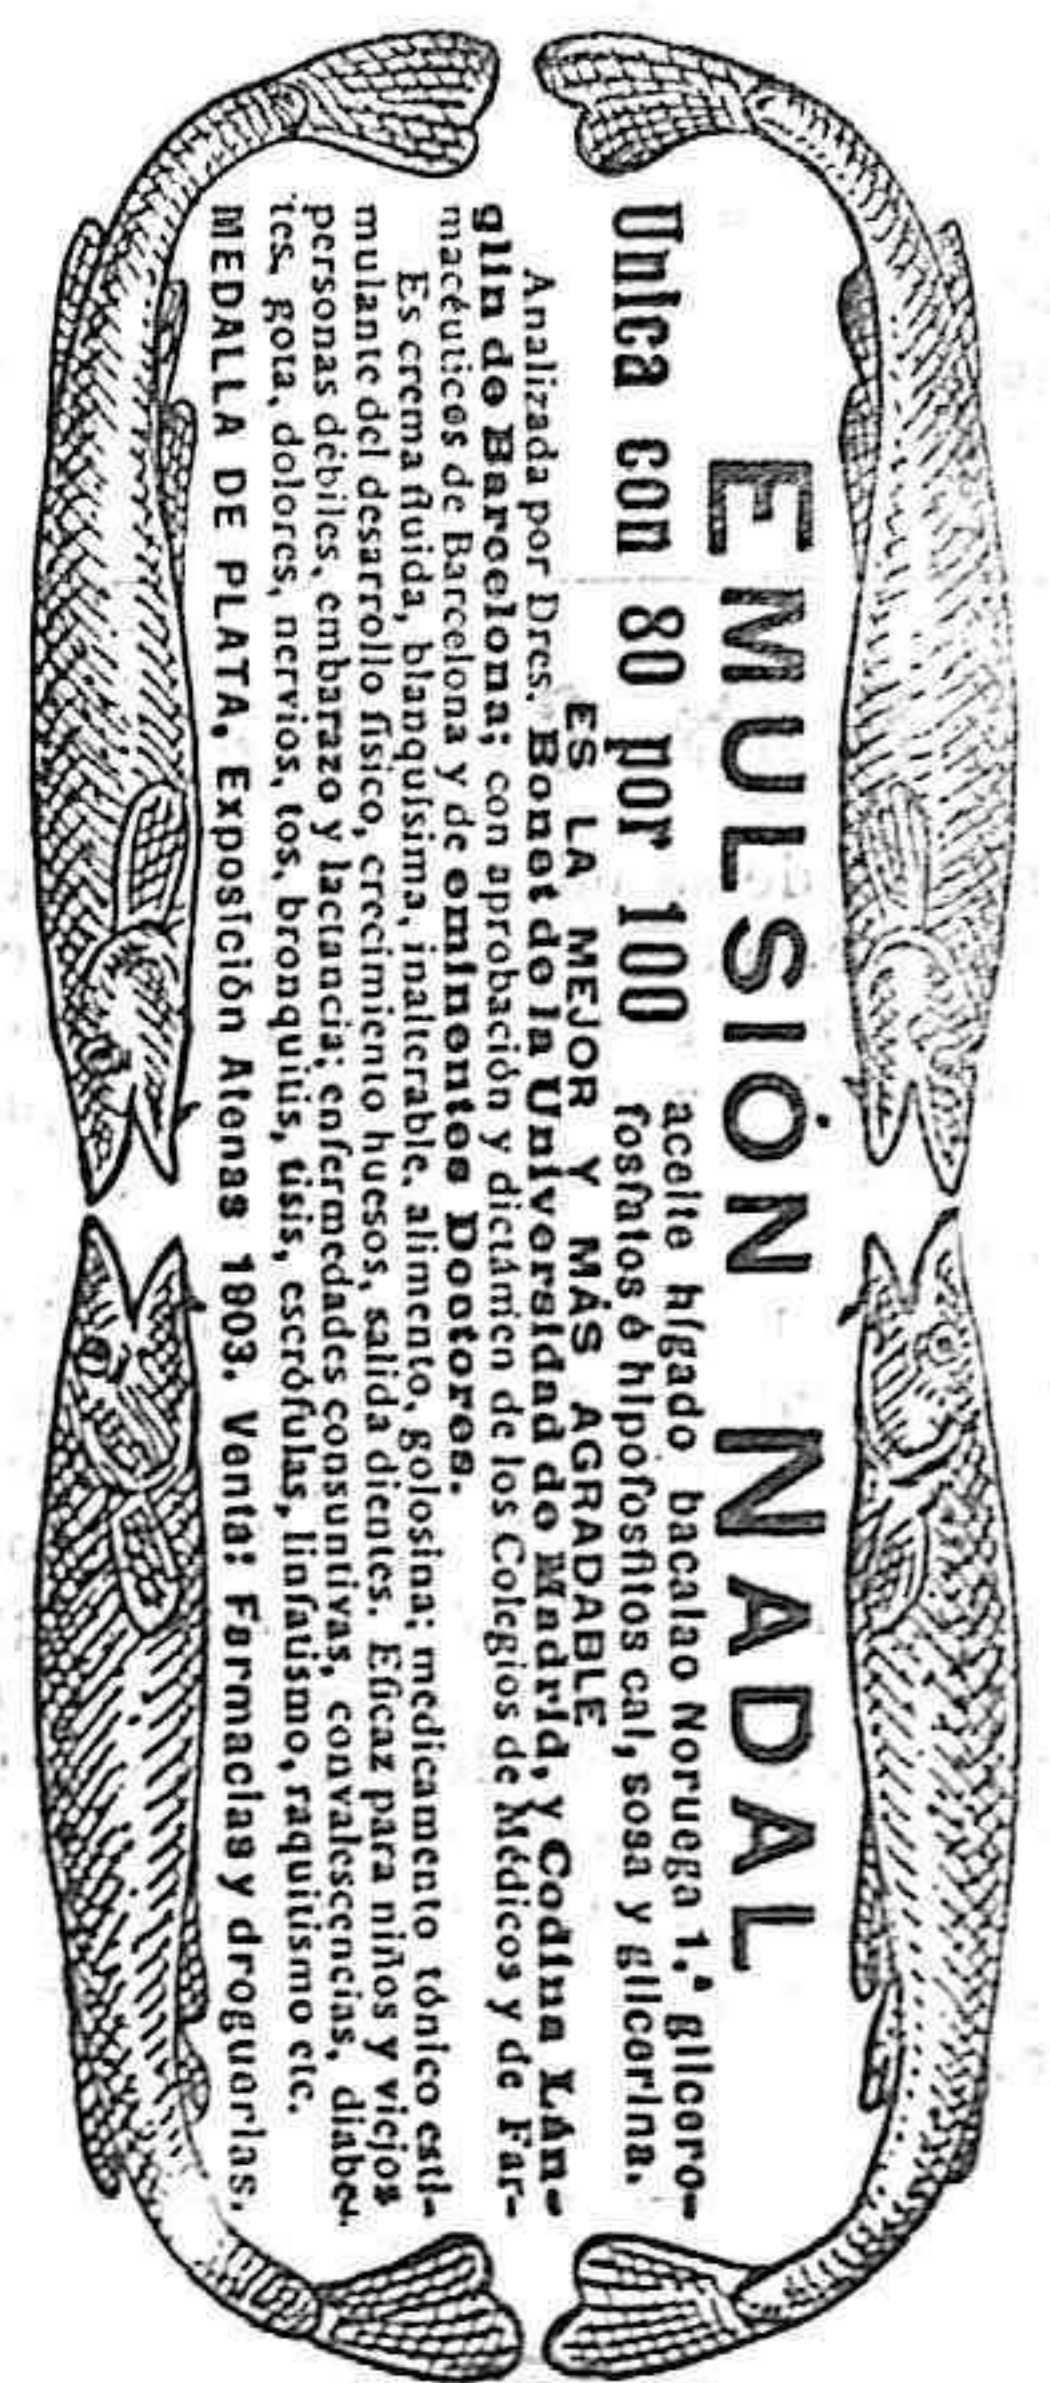 EMULSIÓN NADAL
Unica con 80 por 100 aceite hígado bacalao Noruega 1.ª glicero-
fosfatos é hipofosfitos cal, sosa y glicerina.
ES LA MEJOR Y MÁS AGRADABLE
Analizada por Dres. Bonet de la Universidad de Madrid, y Codina Lán-
glin de Barcelona; con aprobación y dictámen de los Colegios de Médicos y de Far-
macéuticos de Barcelona y de eminentes Doctores.
Es crema fluida, blanquísima, inalterable, alimento, golosina; medicamento tónico esti-
mulante del desarrollo físico, crecimiento huesos, salida dientes. Eficaz para niños y viejos
personas débiles, embarazo y lactancia; enfermedades consuntivas, convalescencias, diabe-
tes, gota, dolores, nervios, tos, bronquitis, tisis, escrófulas, linfatismo, raquitismo etc.
MEDALLA DE PLATA, Exposición Atenas 1903. Venta: Farmacias y droguerías.